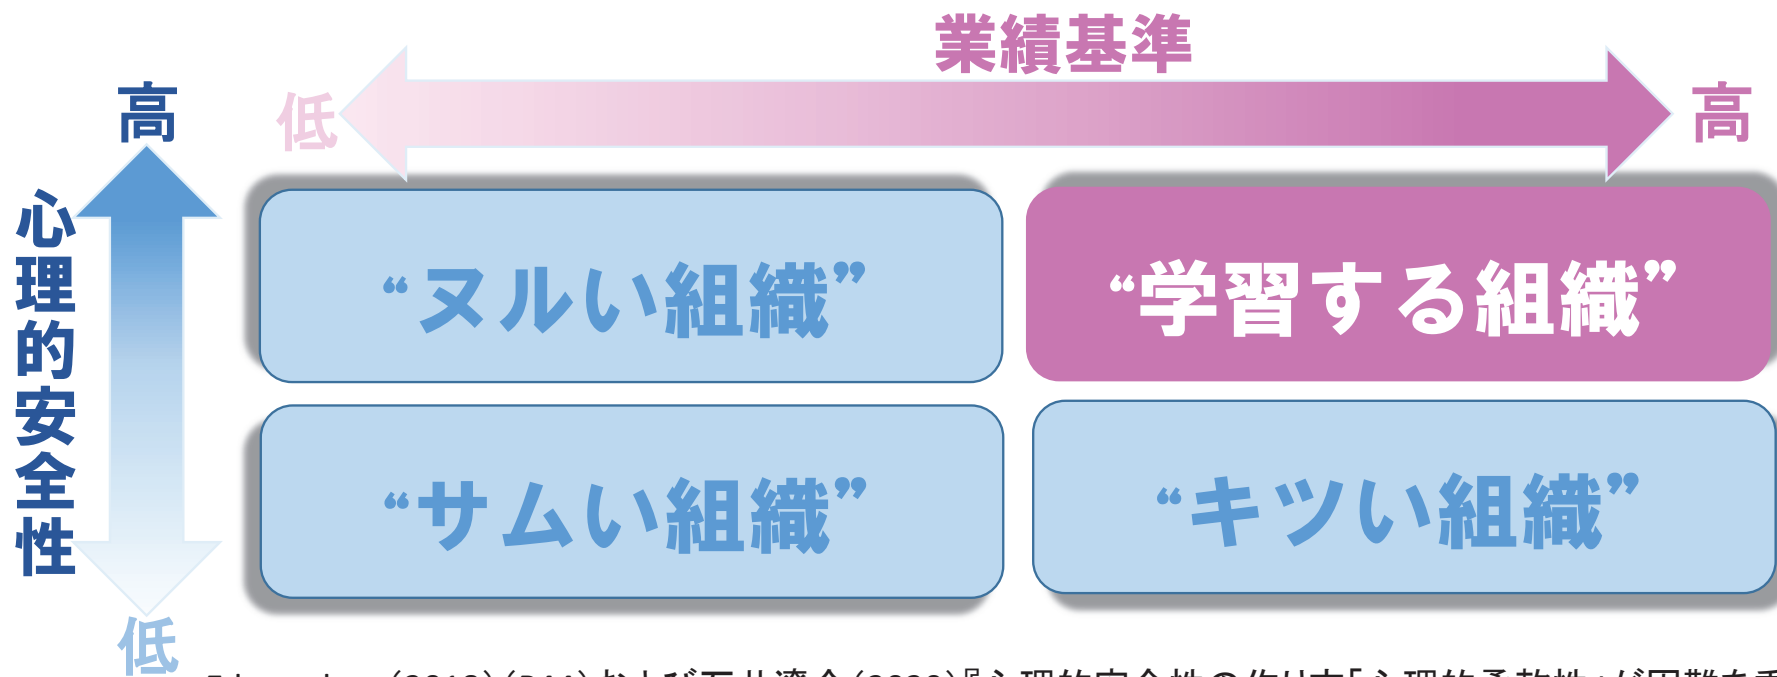 業績基準
高
低
高
心理的安全性
“ヌルい組織”
“学習する組織”
“サムい組織”
“キツい組織”
低